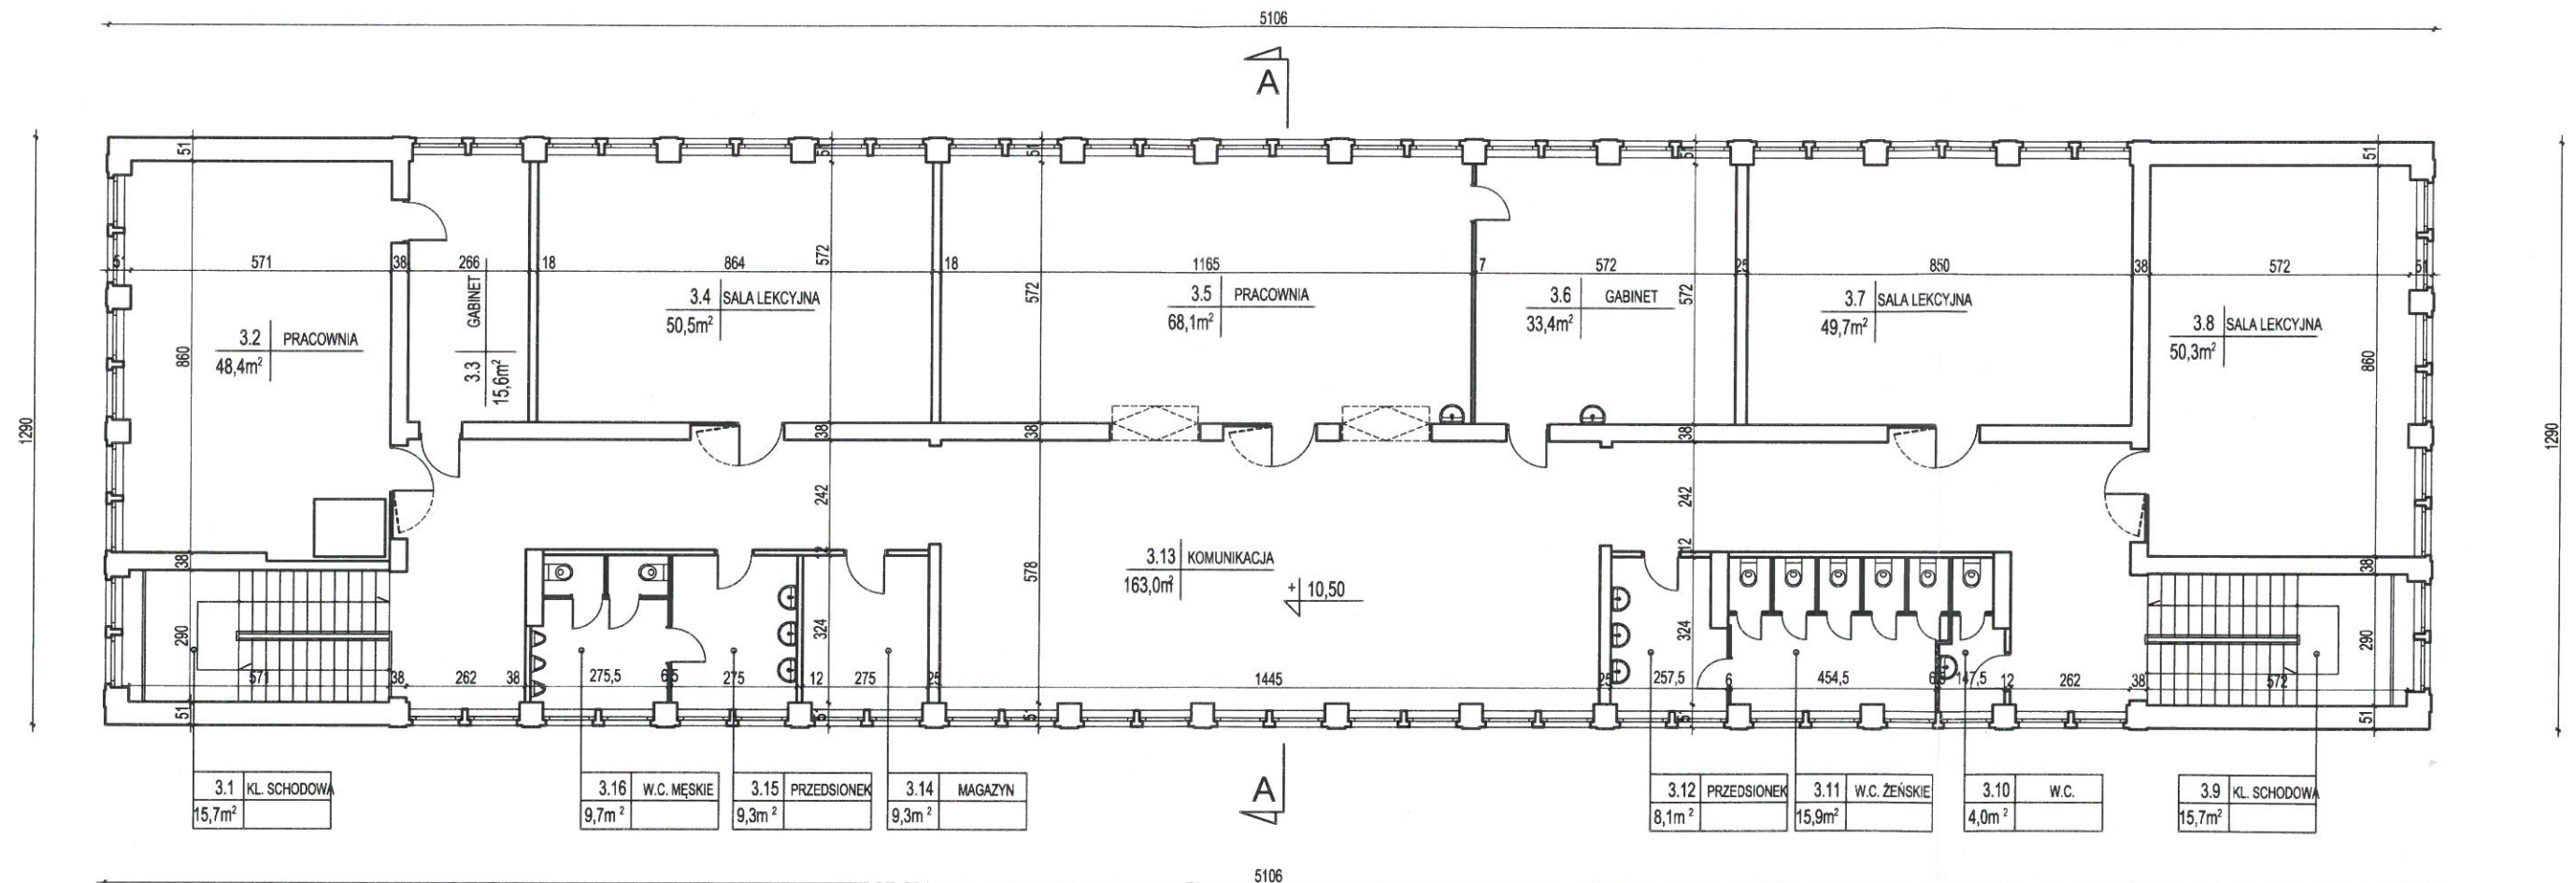 5106
A
51
51
51
51
51
1290
1290
51
571
38
266
18
864
572
18
1165
7
572
25
850
38
572
51
572
572
860
860
3.2 PRACOWNIA
48,4m²
GABINET
3.3
15,6m²
3.4 SALA LEKCYJNA
50,5m²
3.5 PRACOWNIA
68,1m²
3.6 GABINET
33,4m²
3.7 SALA LEKCYJNA
49,7m²
3.8 SALA LEKCYJNA
50,3m²
38
38
38
242
242
3.13 KOMUNIKACJA
163,0m²
+ 10,50
578
38
12
12
38
290
324
324
290
571
38
262
38
275,5
6,5
275
12
275
25
1445
25
257,5
6
454,5
6,5
147,5
12
262
38
572
51
51
51
51
51
3.1 KL. SCHODOWA
15,7m²
3.16 W.C. MĘSKIE
9,7m²
3.15 PRZEDSIONEK
9,3m²
3.14 MAGAZYN
9,3m²
A
3.12 PRZEDSIONEK
8,1m²
3.11 W.C. ŻEŃSKIE
15,9m²
3.10 W.C.
4,0m²
3.9 KL. SCHODOWA
15,7m²
5106